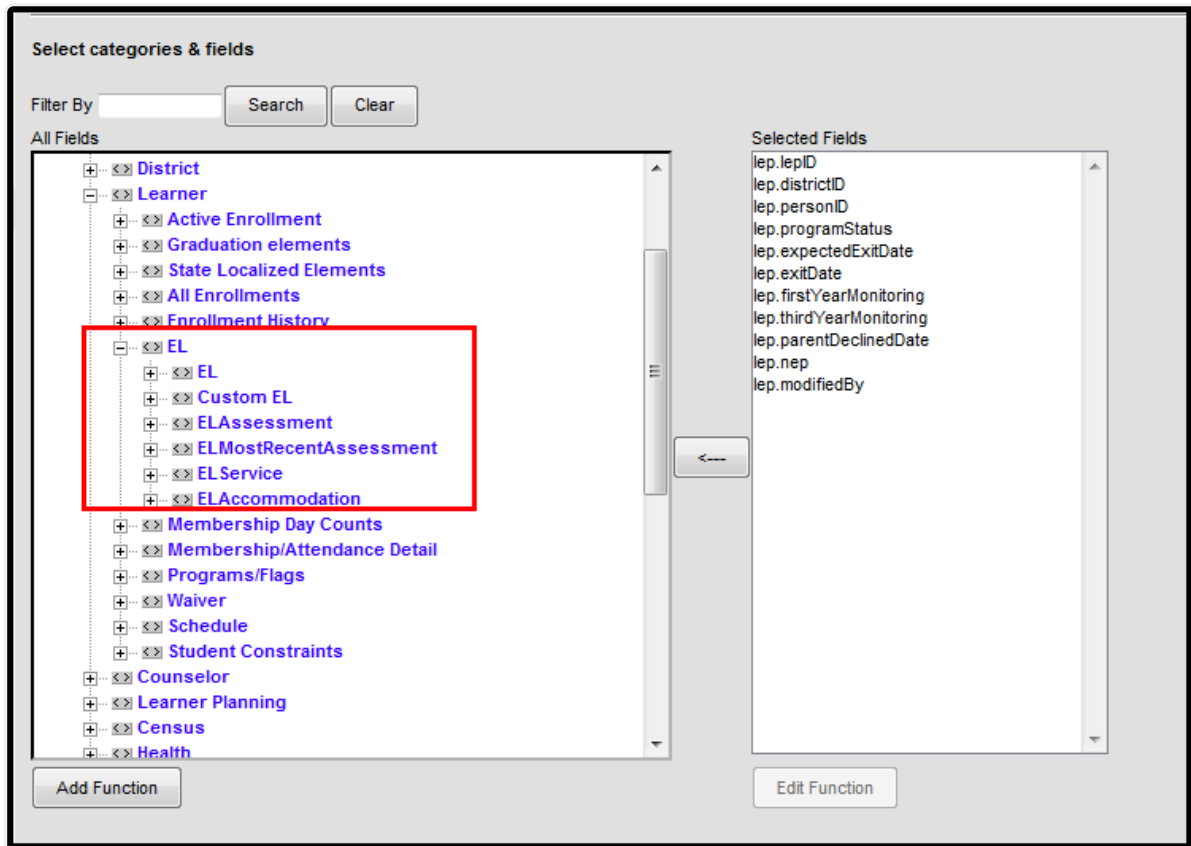 Select categories & fields
Filter By
Search
Clear
All Fields
District
Learner
Active Enrollment
Graduation elements
State Localized Elements
All Enrollments
Enrollment History
EL
EL
Custom EL
ELAssessment
ELMostRecentAssessment
ELService
ELAccommodation
Membership Day Counts
Membership/Attendance Detail
Programs/Flags
Waiver
Schedule
Student Constraints
Counselor
Learner Planning
Census
Health
Add Function
<---
Selected Fields
lep.lepID
lep.districtID
lep.personID
lep.programStatus
lep.expectedExitDate
lep.exitDate
lep.firstYearMonitoring
lep.thirdYearMonitoring
lep.parentDeclinedDate
lep.nep
lep.modifiedBy
Edit Function